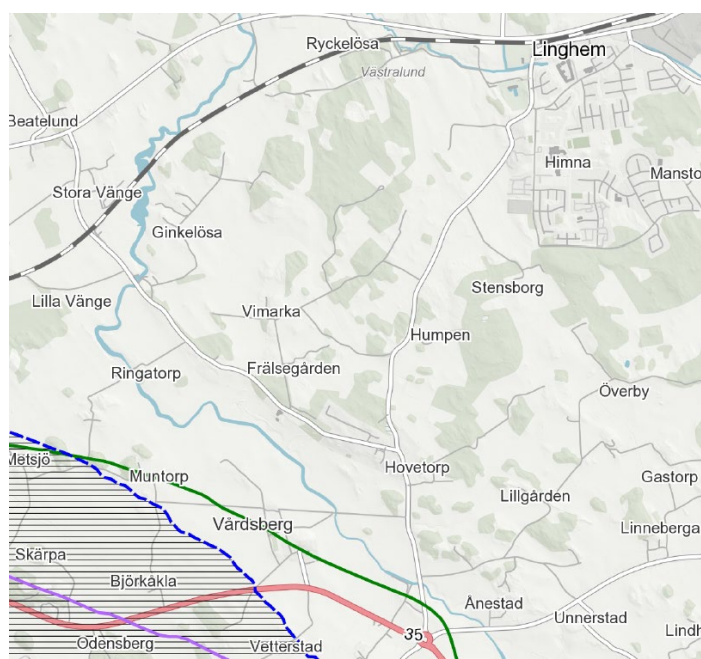 Ryckelösa
Linghem
Västralund
Beatelund
Himna
Mansto
Stora Vänge
Ginkelösa
Stensborg
Lilla Vänge
Vimarka
Humpen
Ringatorp
Frälsegården
Överby
Metsjö
Muntorp
Hovetorp
Gastorp
Lillgården
Vårdsberg
Linneberga
Skärpa
Björkåkla
Ånestad
Unnerstad
Lindh
35
Odensberg
Vetterstad